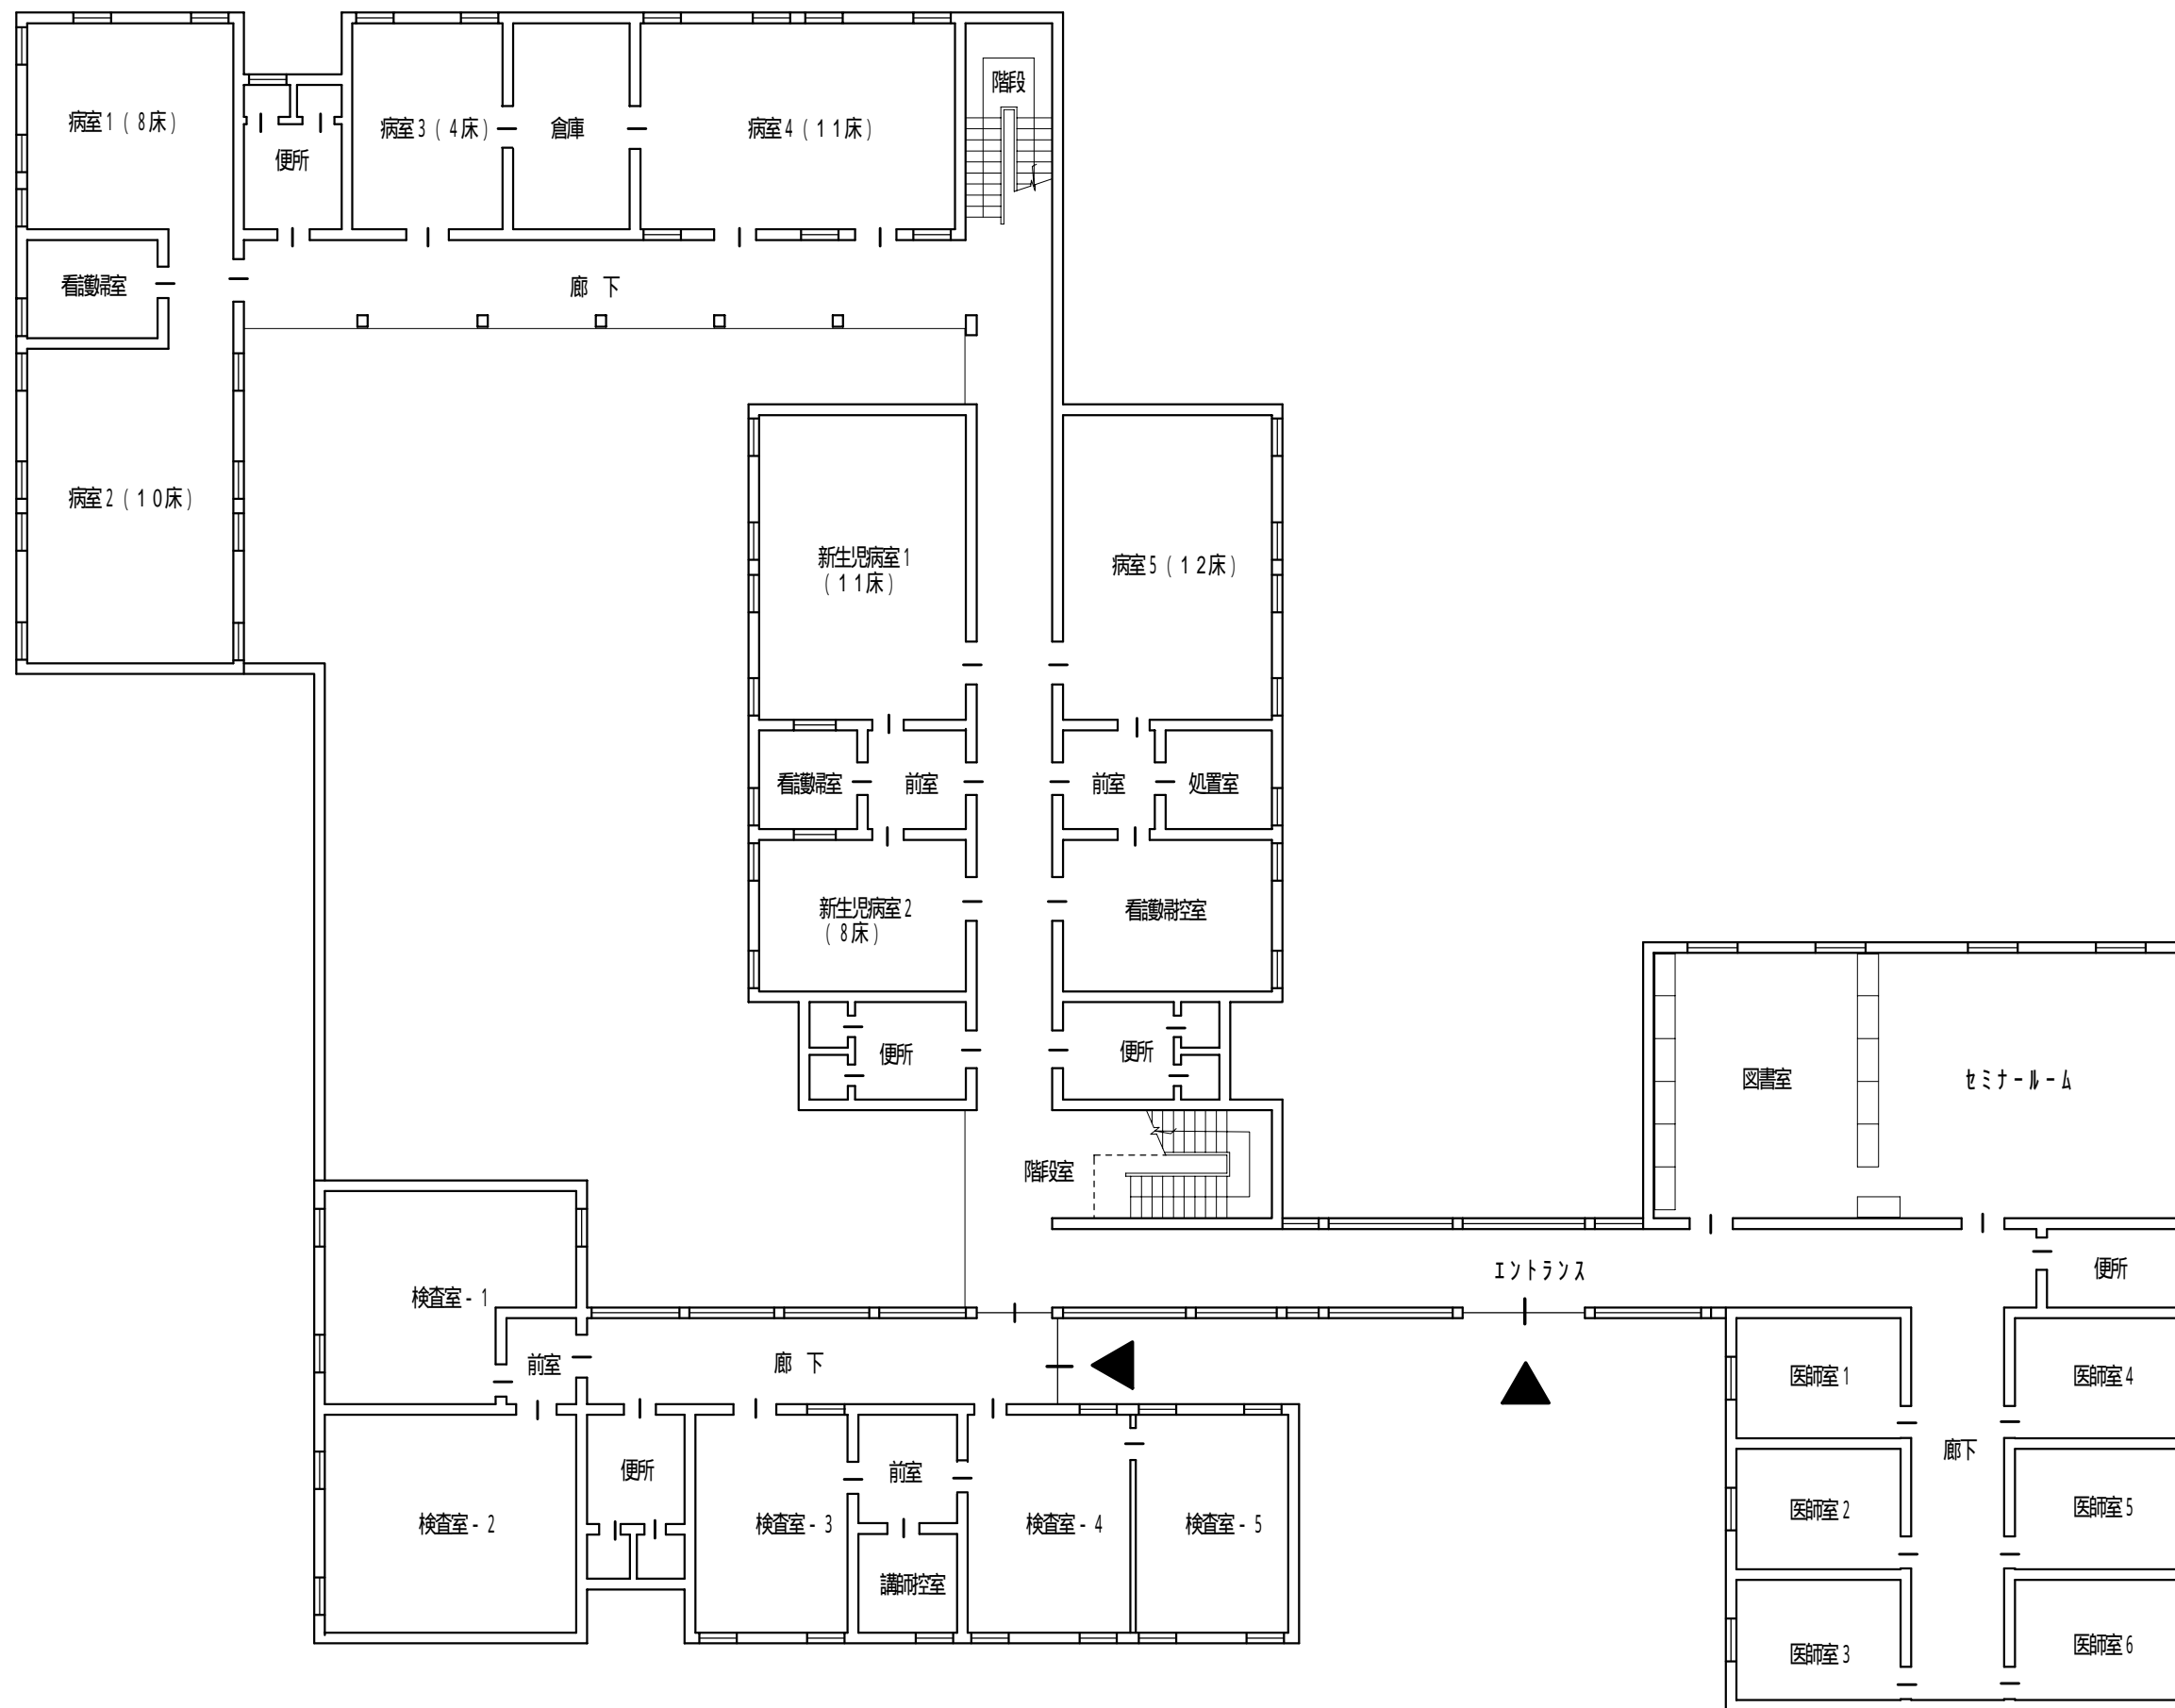 階段
病室1(8床)
病室3(4床)
倉庫
病室4(11床)
便所
看護婦室
廊 下
病室2(10床)
新生児病室1
(11床)
病室5(12床)
看護婦室
前室
前室
処置室
新生児病室2
(8床)
看護婦控室
便所
便所
図書室
セミナールーム
階段室
エントランス
便所
検査室-1
前室
廊 下
医師室1
医師室4
廊下
便所
前室
医師室2
医師室5
検査室-2
検査室-3
検査室-4
検査室-5
講師控室
医師室3
医師室6